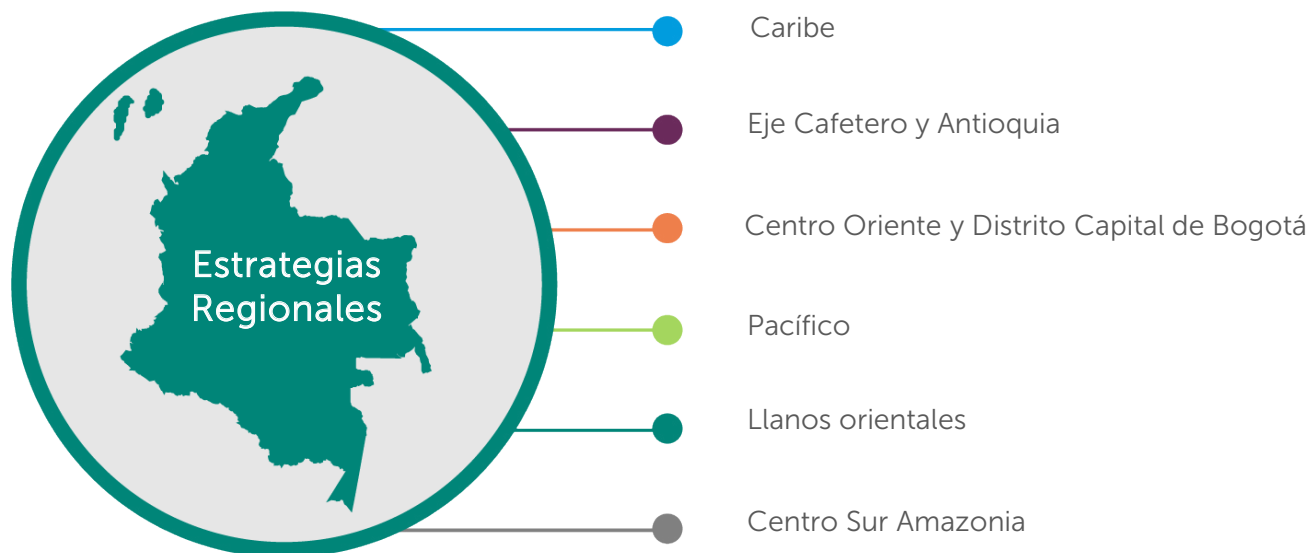 Estrategias
Regionales
Caribe
Eje Cafetero y Antioquia
Centro Oriente y Distrito Capital de Bogotá
Pacífico
Llanos orientales
Centro Sur Amazonia